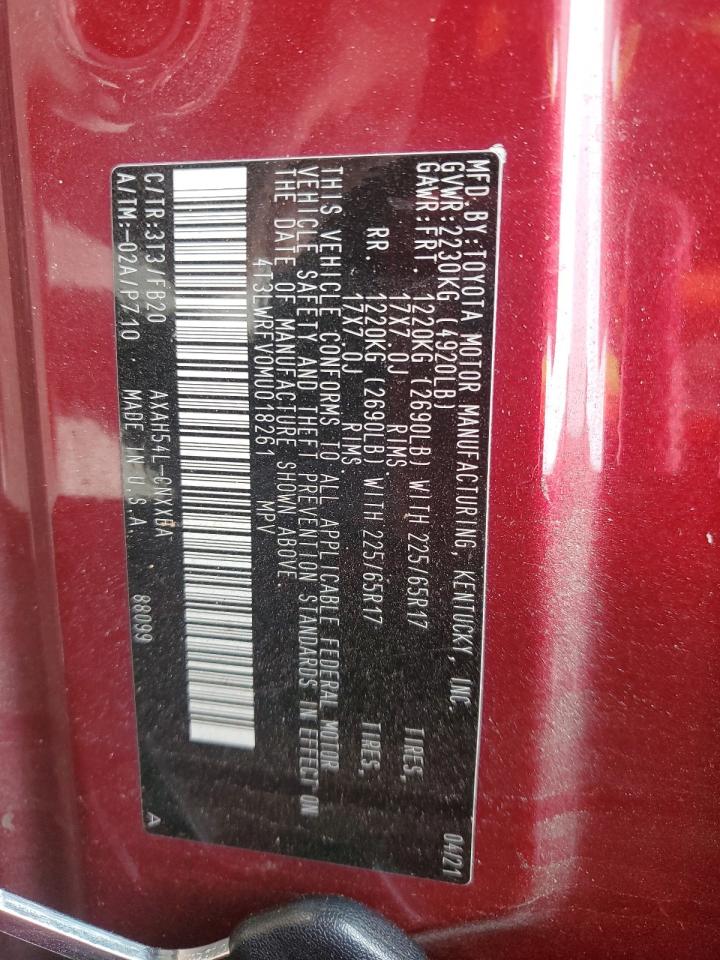 MFD. BY: TOYOTA MOTOR MANUFACTURING, KENTUCKY, INC. 04/21
GVWR: 2230KG (4920LB)
GAWR: FRT. 1220KG (2690LB) WITH 225/65R17 TIRES,
17X7.0J RIMS
RR. 1220KG (2690LB) WITH 225/65R17 TIRES,
17X7.0J RIMS
THIS VEHICLE CONFORMS TO ALL APPLICABLE FEDERAL MOTOR
VEHICLE SAFETY AND THEFT PREVENTION STANDARDS IN EFFECT ON
THE DATE OF MANUFACTURE SHOWN ABOVE.
4T3LWRFV0MU018261 MPV
C/TR: 3T3/FB20 AXAH54L-CNXXBA 88099
A/TM: -02A/P710 MADE IN U.S.A. A